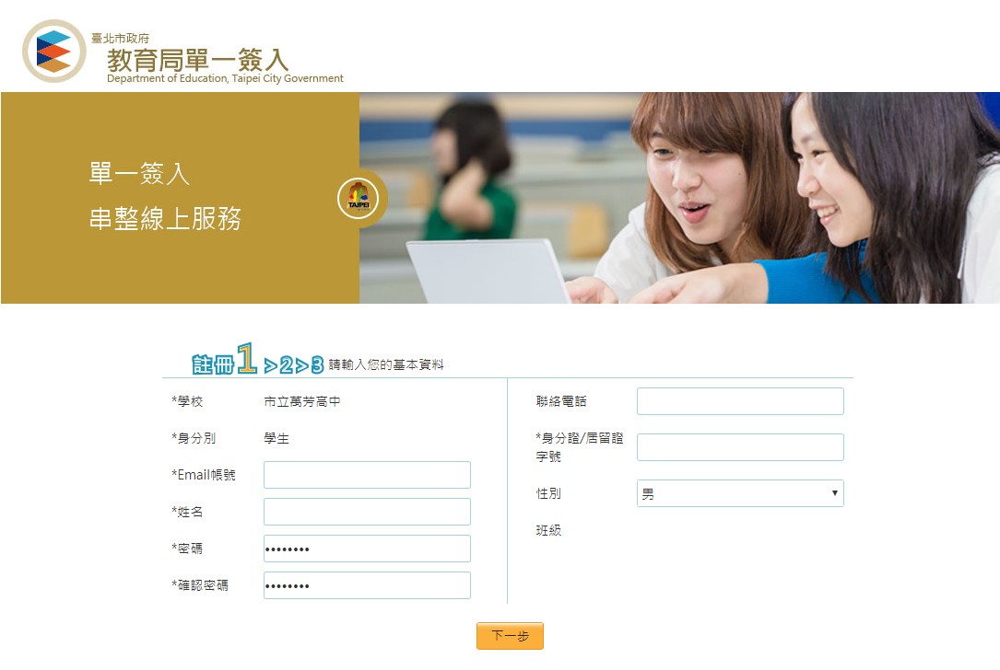 臺北市政府
教育局單一簽入
Department of Education, Taipei City Government
單一簽入
串整線上服務
TAIPEI
註冊1>2>3 請輸入您的基本資料
*學校 市立萬芳高中
*身分別 學生
*Email帳號
*姓名
*密碼 ••••••••
*確認密碼 ••••••••
聯絡電話
*身分證/居留證
字號
性別 男
班級
下一步